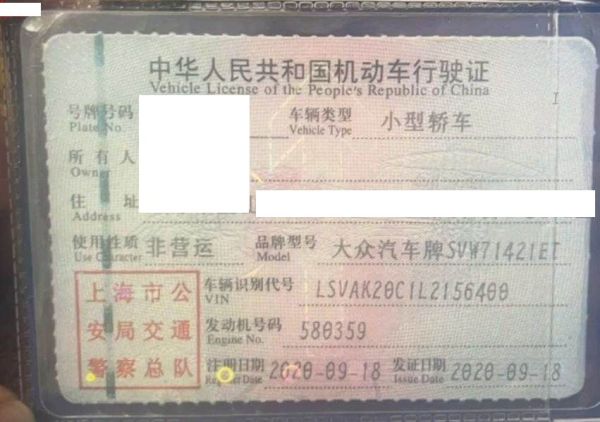 中华人民共和国机动车行驶证
Vehicle License of the People's Republic of China
号牌号码 车辆类型 小型轿车
Plate No. Vehicle Type
所有人
Owner
住址
Address
使用性质 非营运 品牌型号 大众汽车牌SVW71421ET
Use Character Model
上海市公
安局交通
警察总队
车辆识别代号 LSVAK20C1L2156400
VIN
发动机号码 580359
Engine No.
注册日期 2020-09-18 发证日期 2020-09-18
Register Date Issue Date